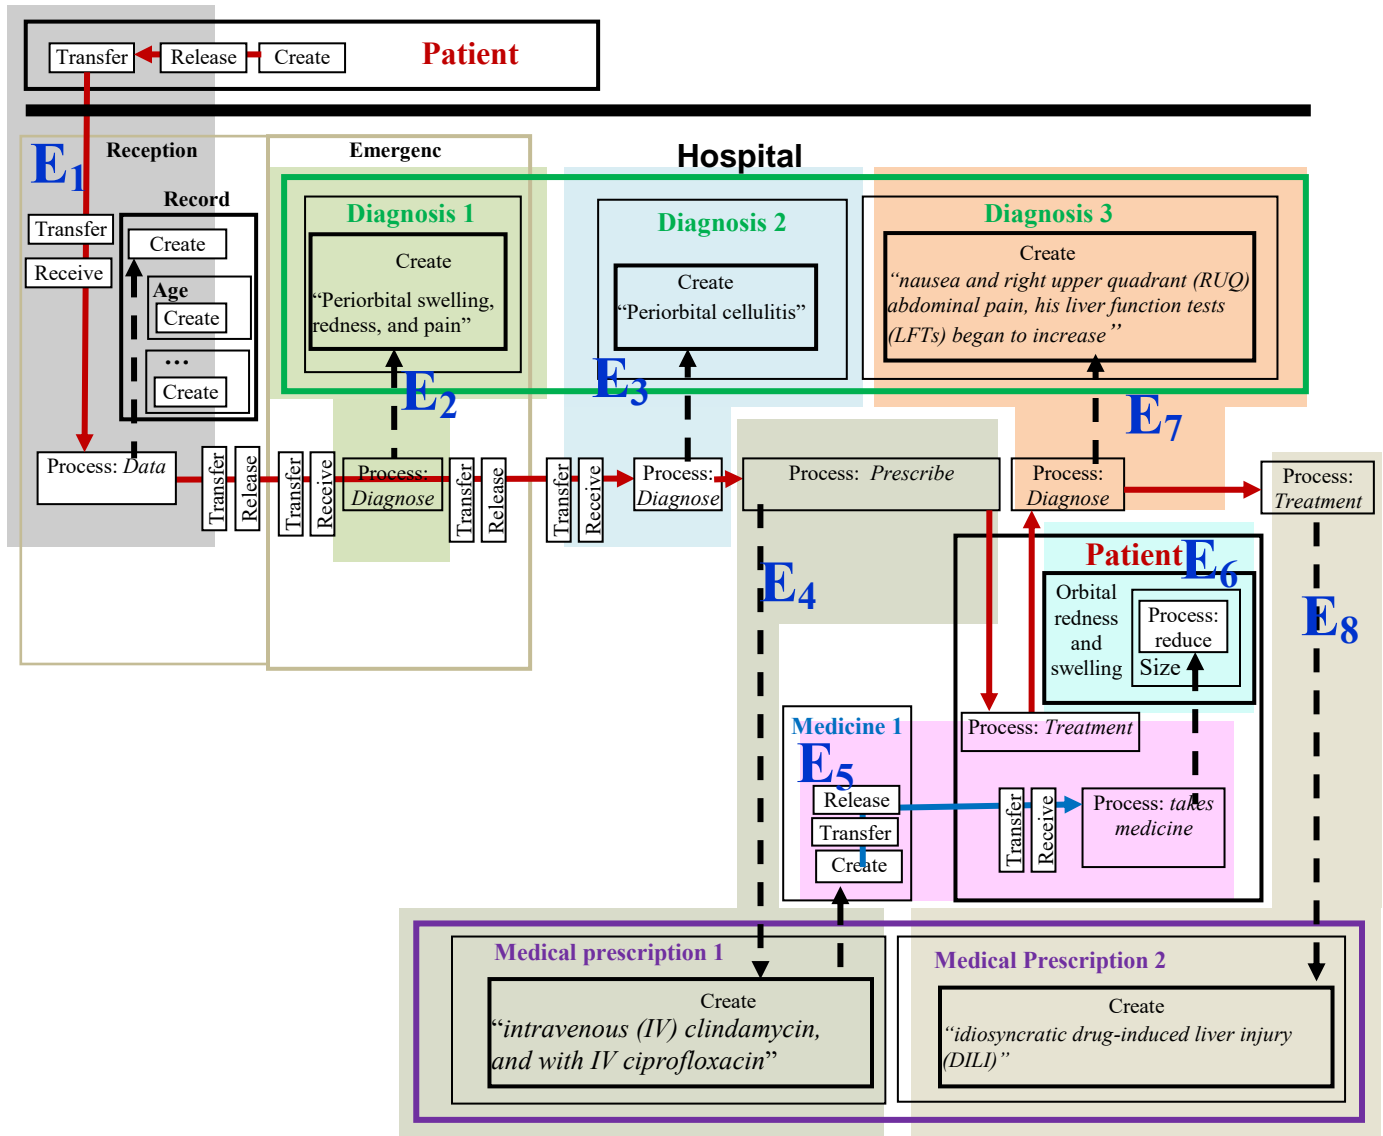 Patient
Transfer
Release
Create
E1
Reception
Emergenc
Hospital
Record
Transfer
Receive
Create
Age
Create
…
Create
Diagnosis 1
Create
“Periorbital swelling,
redness, and pain”
Diagnosis 2
Create
“Periorbital cellulitis”
Diagnosis 3
Create
“nausea and right upper quadrant (RUQ)
abdominal pain, his liver function tests
(LFTs) began to increase”
E2
E3
E7
Process: Data
Transfer
Release
Transfer
Receive
Process:
Diagnose
Transfer
Release
Transfer
Receive
Process:
Diagnose
Process: Prescribe
Process:
Diagnose
Process:
Treatment
E4
Patient
E6
Orbital
redness
and
swelling
Process:
reduce
Size
E8
Medicine 1
E5
Release
Transfer
Create
Process: Treatment
Transfer
Receive
Process: takes
medicine
Medical prescription 1
Create
“intravenous (IV) clindamycin,
and with IV ciprofloxacin”
Medical Prescription 2
Create
“idiosyncratic drug-induced liver injury
(DILI)”